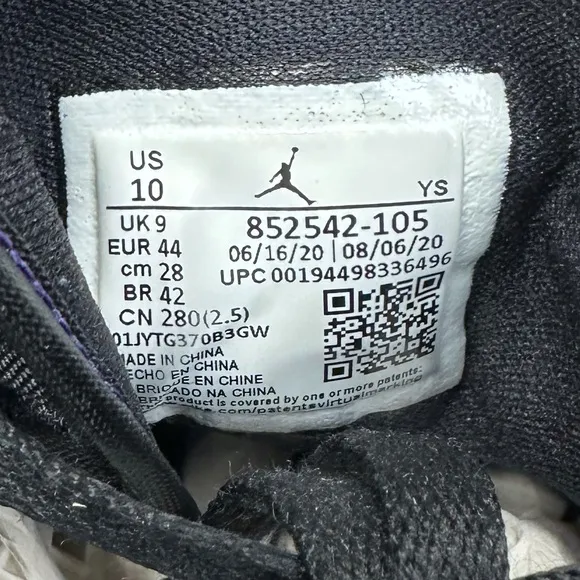 US
10
YS
UK 9
EUR 44
cm 28
BR 42
CN 280(2.5)
852542-105
06/16/20 | 08/06/20
UPC 00194498336496
01JYTG370B3GW
MADE IN CHINA
HECHO EN CHINA
FABRIQUÉ EN CHINE
FABRICADO NA CHINA
product is covered by one or more patents:
.com/patentsvirtualmarking